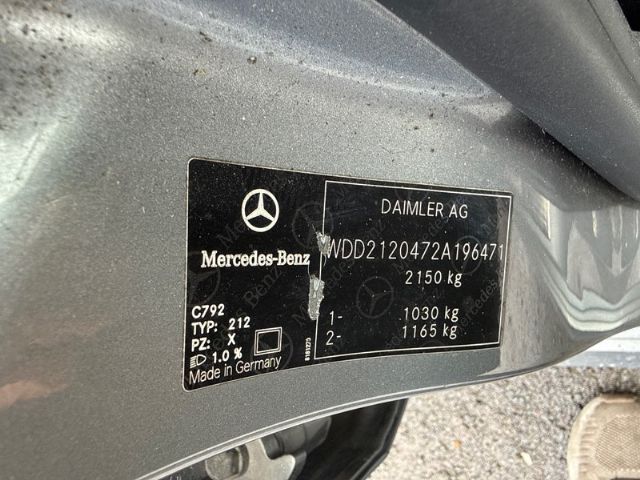 Mercedes-Benz
C792
TYP: 212
PZ: X
1.0 %
Made in Germany
8181273
DAIMLER AG
WDD2120472A196471
2150 kg
1- 1030 kg
2- 1165 kg